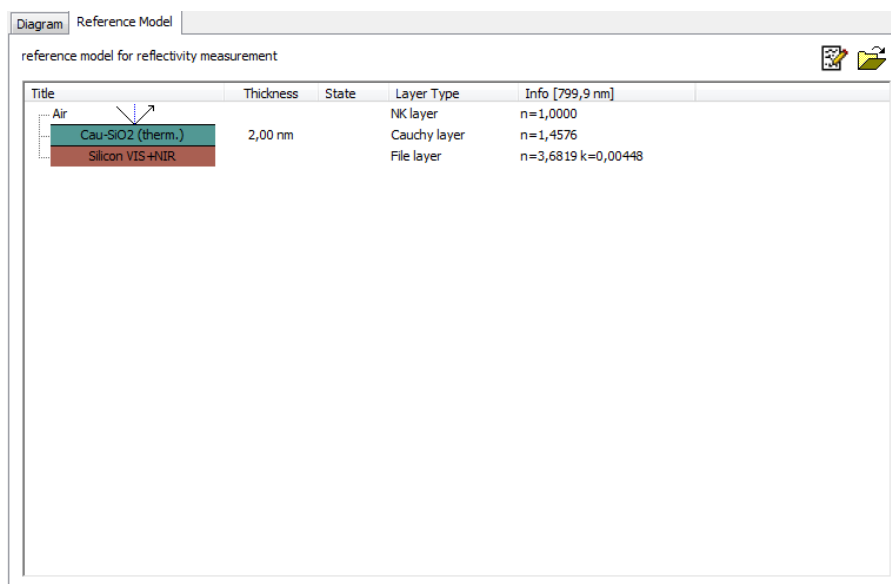 Diagram Reference Model
reference model for reflectivity measurement
Title Thickness State Layer Type Info [799,9 nm]
Air NK layer n=1,0000
Cau-SiO2 (therm.) 2,00 nm Cauchy layer n=1,4576
Silicon VIS+NIR File layer n=3,6819 k=0,00448